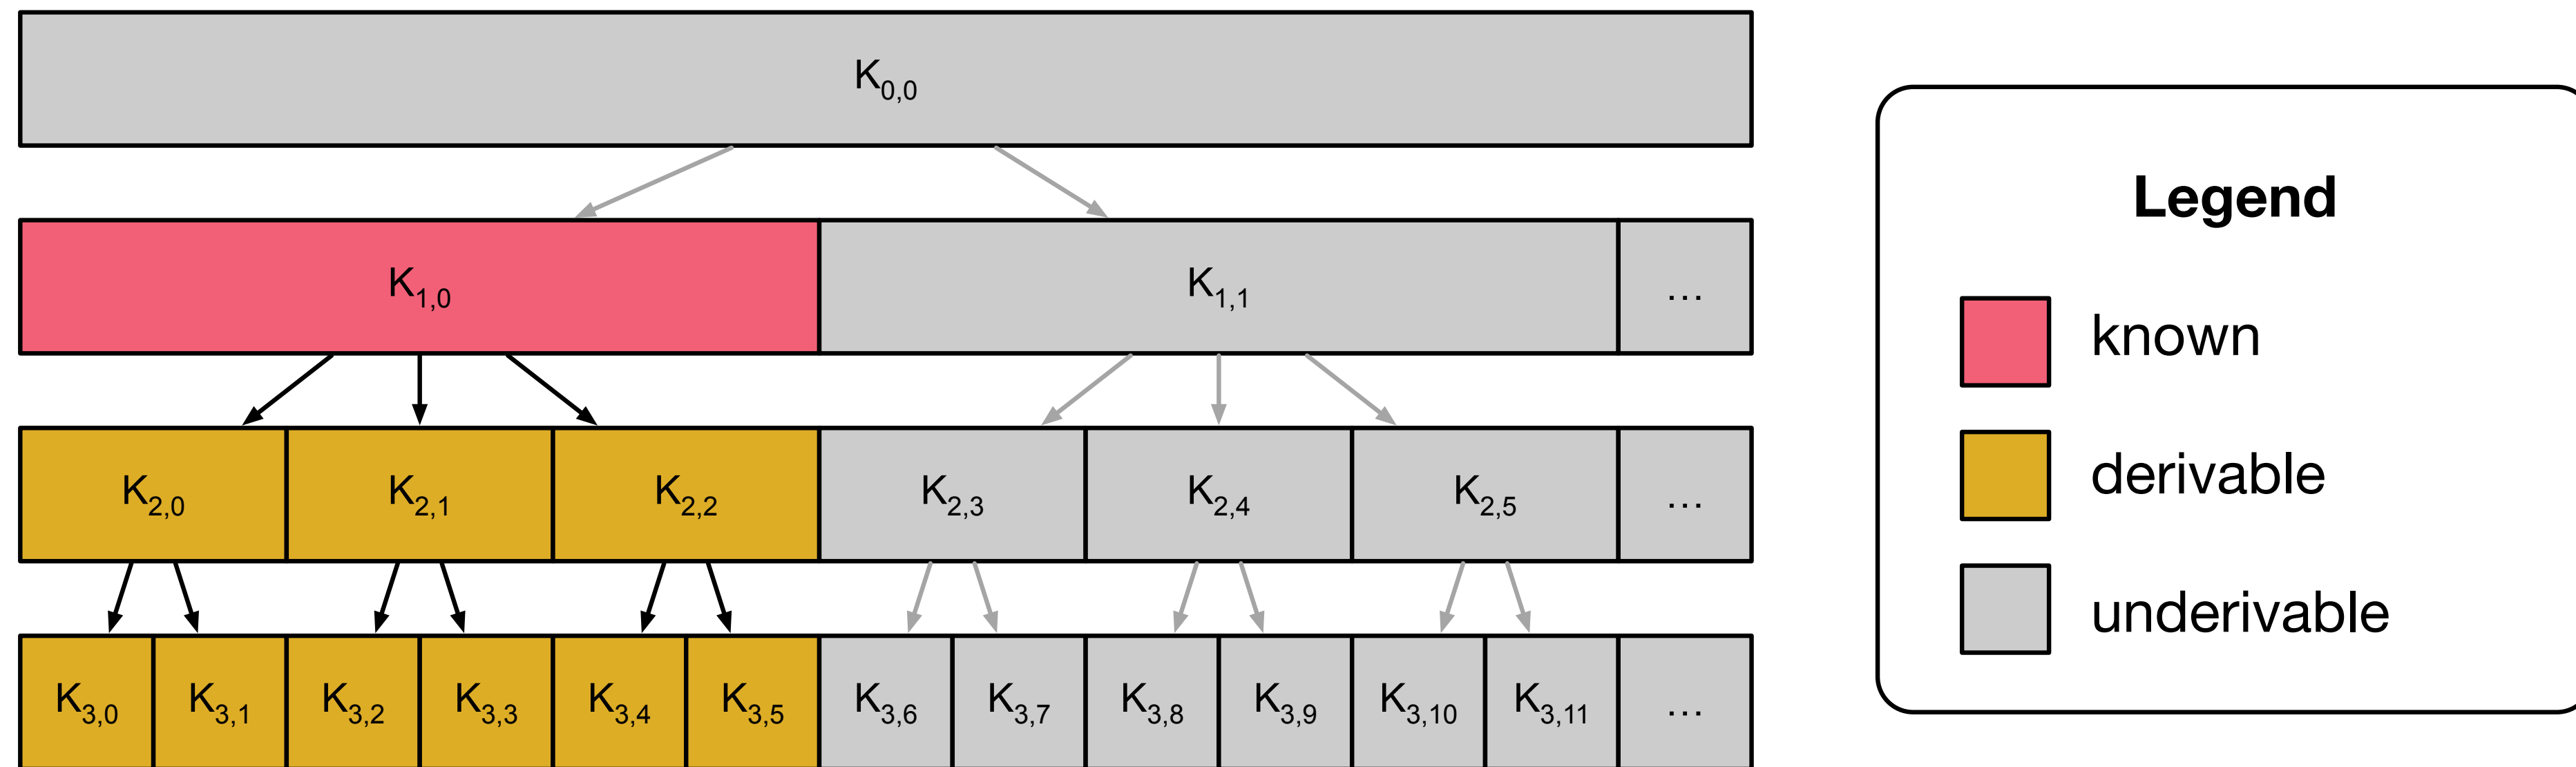 K0,0
K1,0 K1,1 ...
K2,0 K2,1 K2,2 K2,3 K2,4 K2,5 ...
K3,0 K3,1 K3,2 K3,3 K3,4 K3,5 K3,6 K3,7 K3,8 K3,9 K3,10 K3,11 ...
Legend
known
derivable
underivable